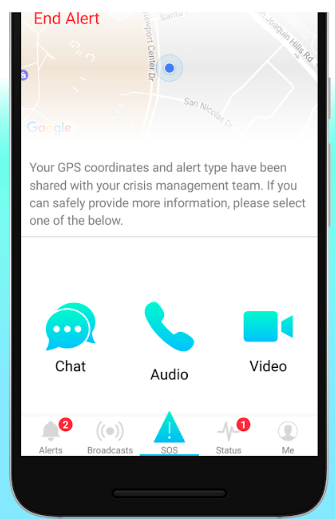 End Alert
Newport Center Dr
Santa
San Joaquin Hills Rd
San Nicolas Dr
Google
Your GPS coordinates and alert type have been
shared with your crisis management team. If you
can safely provide more information, please select
one of the below.
Chat
Audio
Video
2
1
Alerts
Broadcasts
SOS
Status
Me